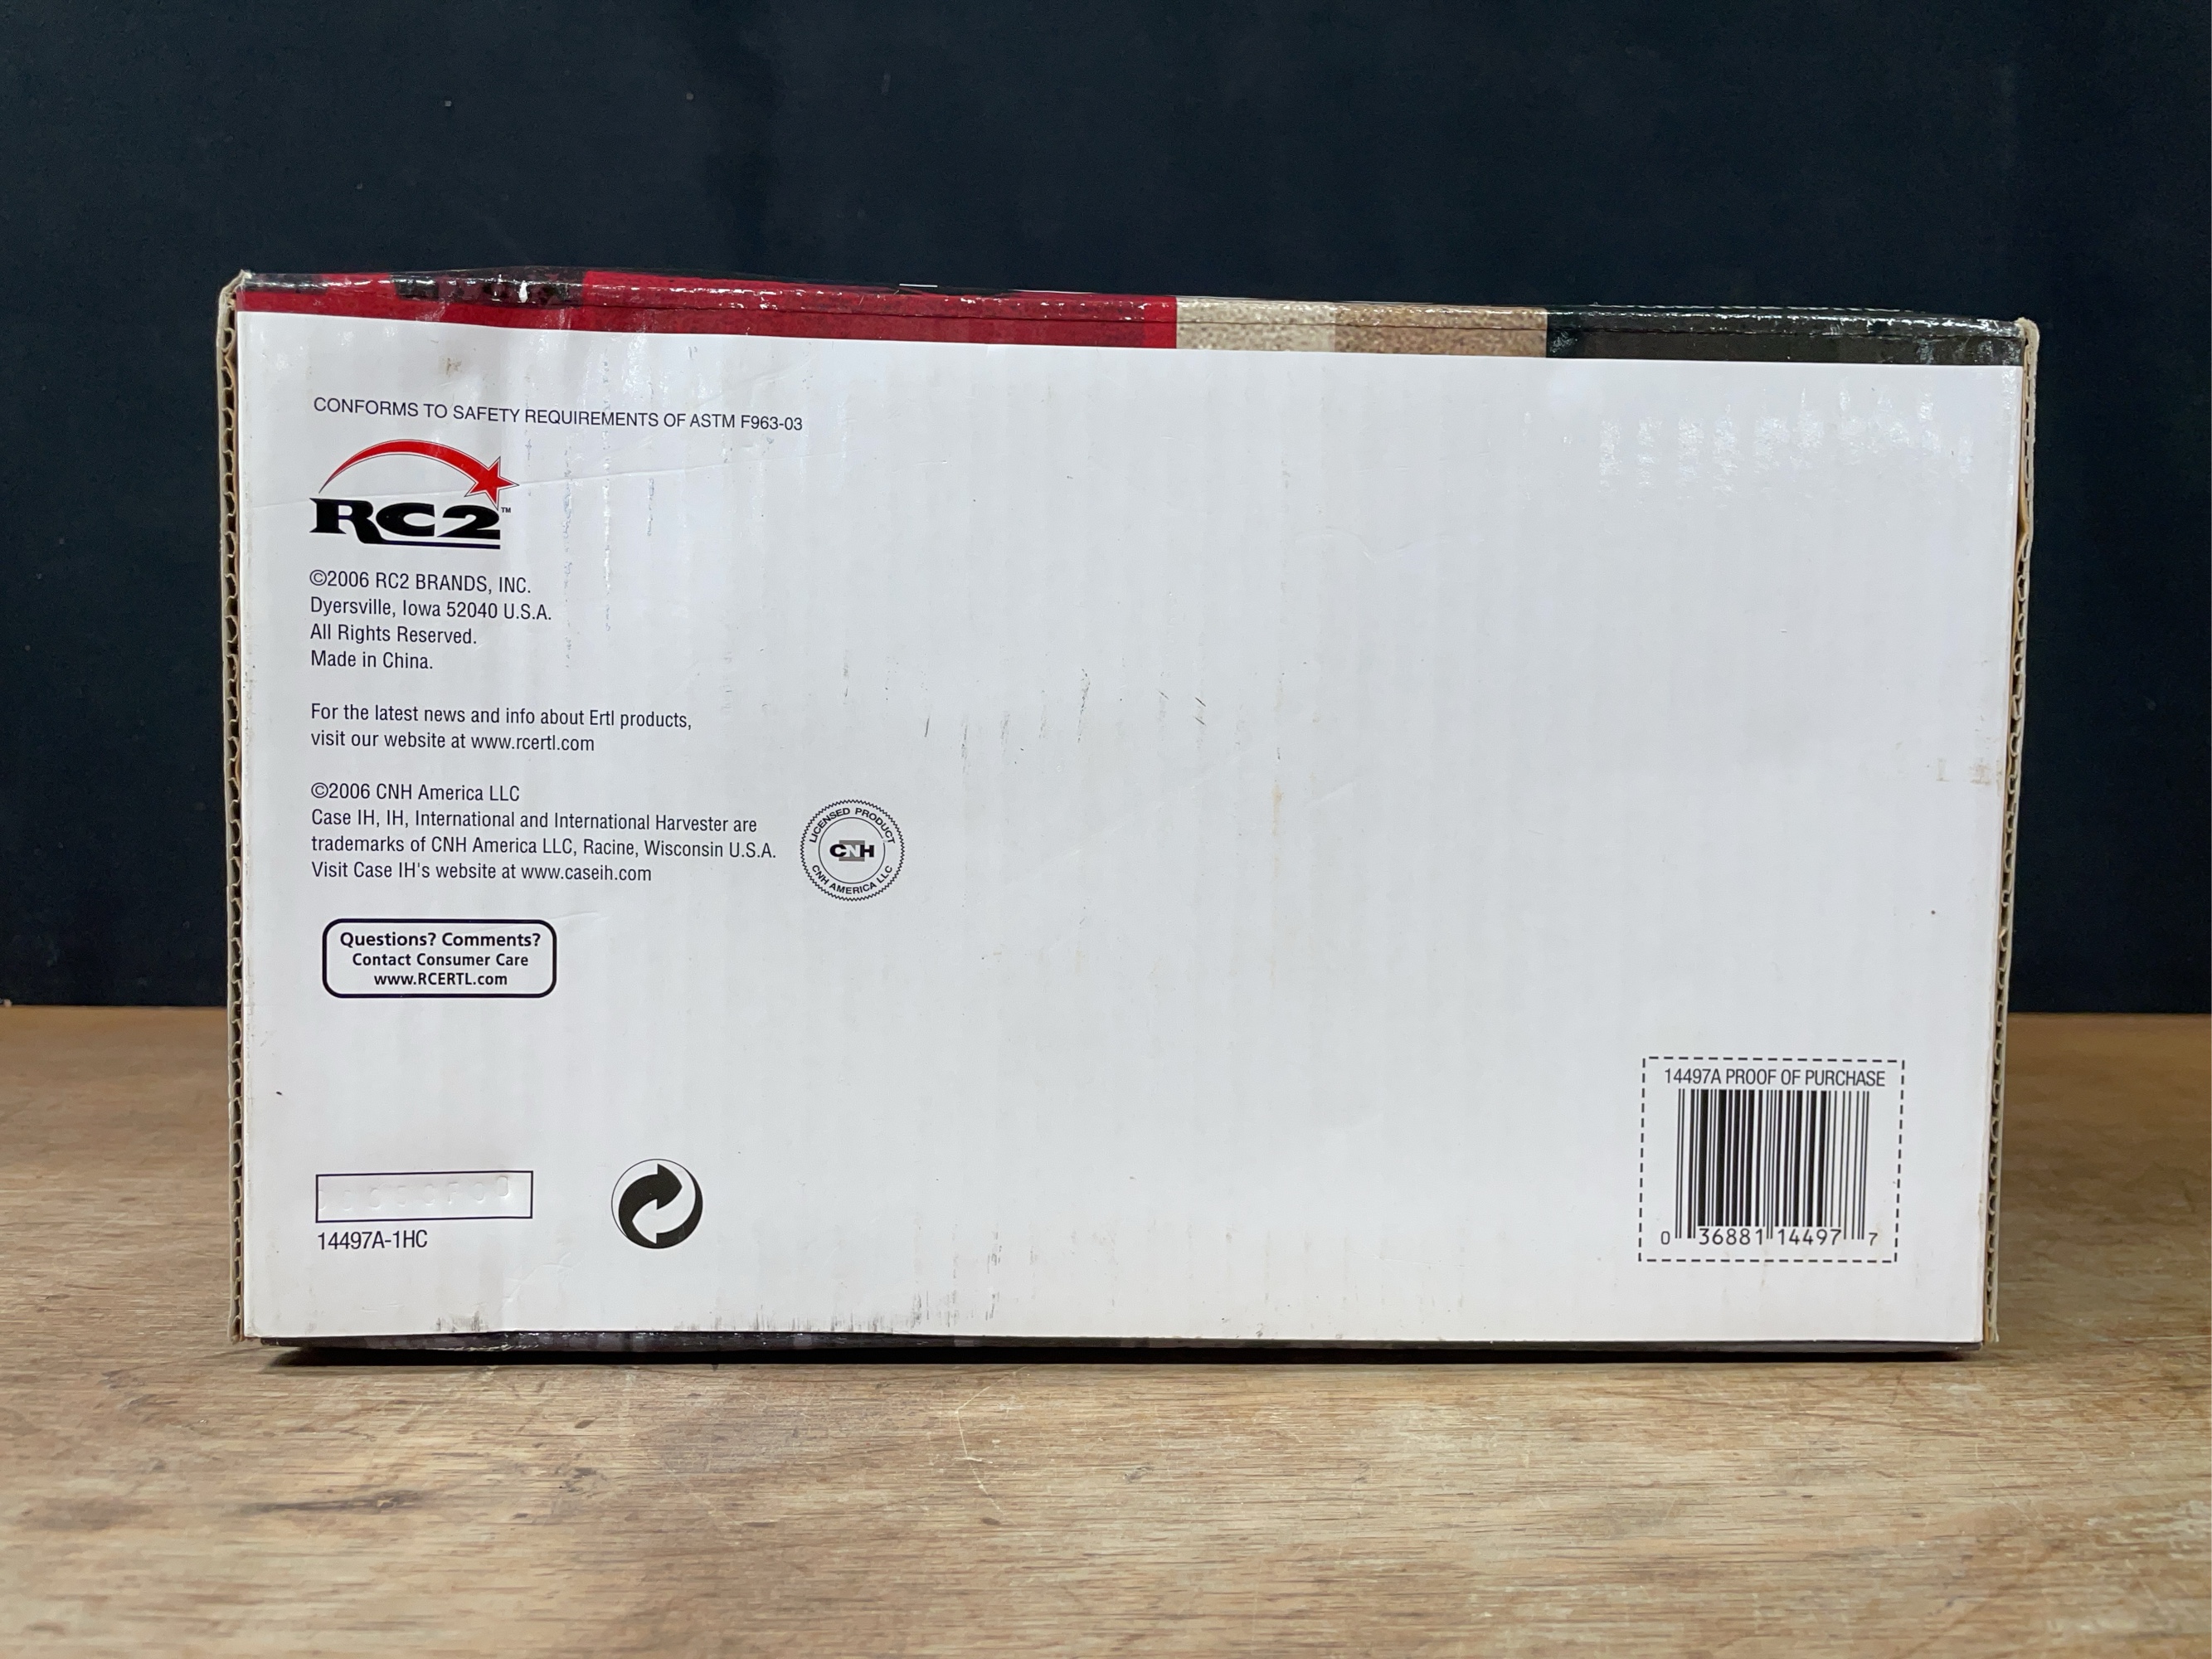 CONFORMS TO SAFETY REQUIREMENTS OF ASTM F963-03
RC2™
©2006 RC2 BRANDS, INC.
Dyersville, Iowa 52040 U.S.A.
All Rights Reserved.
Made in China.
For the latest news and info about Ertl products,
visit our website at www.rcertl.com
©2006 CNH America LLC
Case IH, IH, International and International Harvester are
trademarks of CNH America LLC, Racine, Wisconsin U.S.A.
Visit Case IH's website at www.caseih.com
LICENSED PRODUCT
CNH
CNH AMERICA LLC
Questions? Comments?
Contact Consumer Care
www.RCERTL.com
14497A-1HC
14497A PROOF OF PURCHASE
0 36881 14497 7